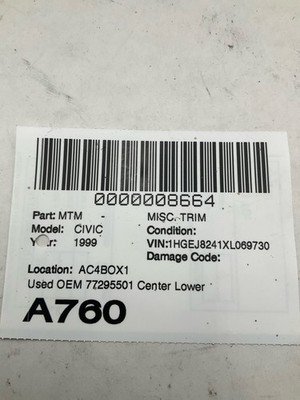 0000008664
Part: MTM - MISC. TRIM
Model: CIVIC Condition:
Year: 1999 VIN:1HGEJ8241XL069730
Damage Code:
Location: AC4BOX1
Used OEM 77295501 Center Lower
A760